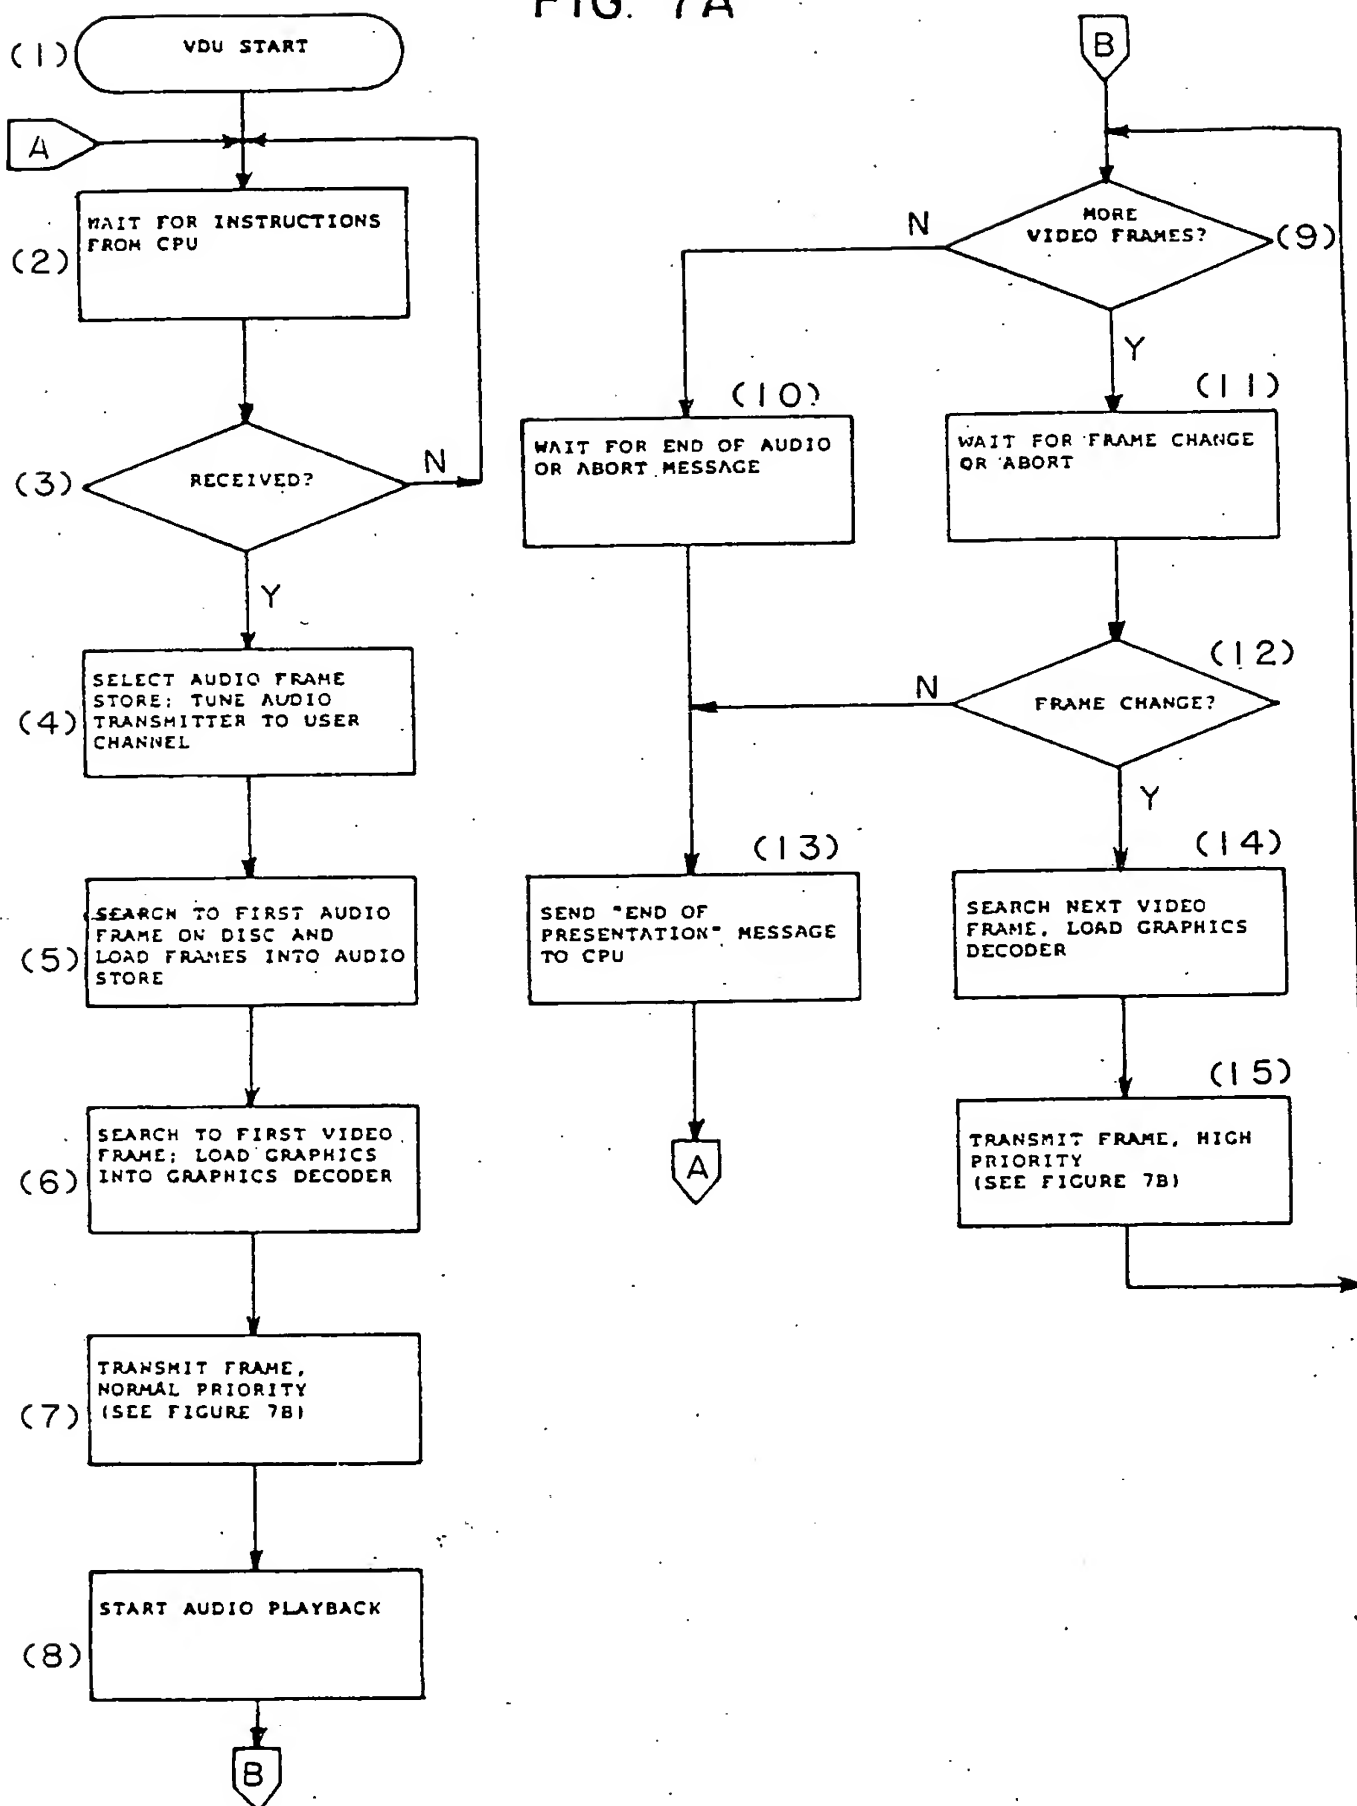 FIG. 7A
(1)
VDU START
A
WAIT FOR INSTRUCTIONS
FROM CPU
(2)
(3)
RECEIVED?
N
Y
SELECT AUDIO FRAME
STORE; TUNE AUDIO
TRANSMITTER TO USER
CHANNEL
(4)
SEARCH TO FIRST AUDIO
FRAME ON DISC AND
LOAD FRAMES INTO AUDIO
STORE
(5)
SEARCH TO FIRST VIDEO
FRAME; LOAD GRAPHICS
INTO GRAPHICS DECODER
(6)
TRANSMIT FRAME,
NORMAL PRIORITY
(SEE FIGURE 7B)
(7)
START AUDIO PLAYBACK
(8)
B
B
MORE
VIDEO FRAMES?
(9)
N
Y
(10)
WAIT FOR END OF AUDIO
OR ABORT MESSAGE
(11)
WAIT FOR FRAME CHANGE
OR ABORT
(12)
FRAME CHANGE?
N
Y
(13)
SEND "END OF
PRESENTATION" MESSAGE
TO CPU
A
(14)
SEARCH NEXT VIDEO
FRAME, LOAD GRAPHICS
DECODER
(15)
TRANSMIT FRAME, HIGH
PRIORITY
(SEE FIGURE 7B)